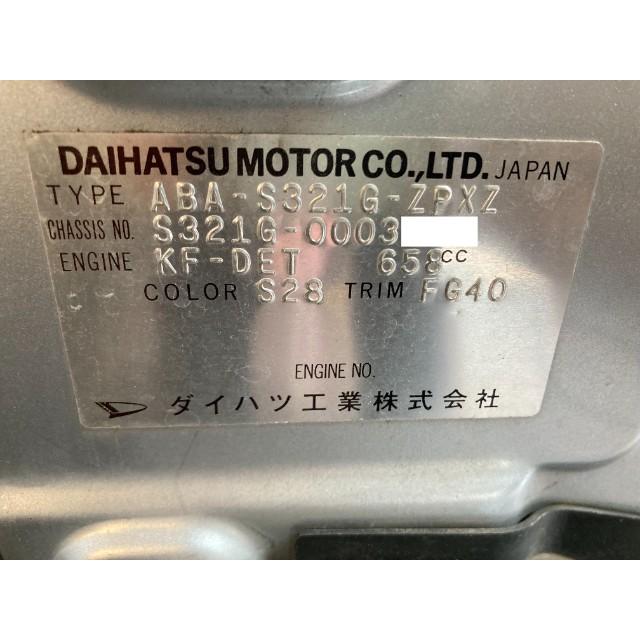 DAIHATSU MOTOR CO.,LTD. JAPAN
TYPE ABA-S321G-ZPXZ
CHASSIS NO. S321G-0003
ENGINE KF-DET 658CC
COLOR S28 TRIM FG40
ENGINE NO.
ダイハツ工業株式会社